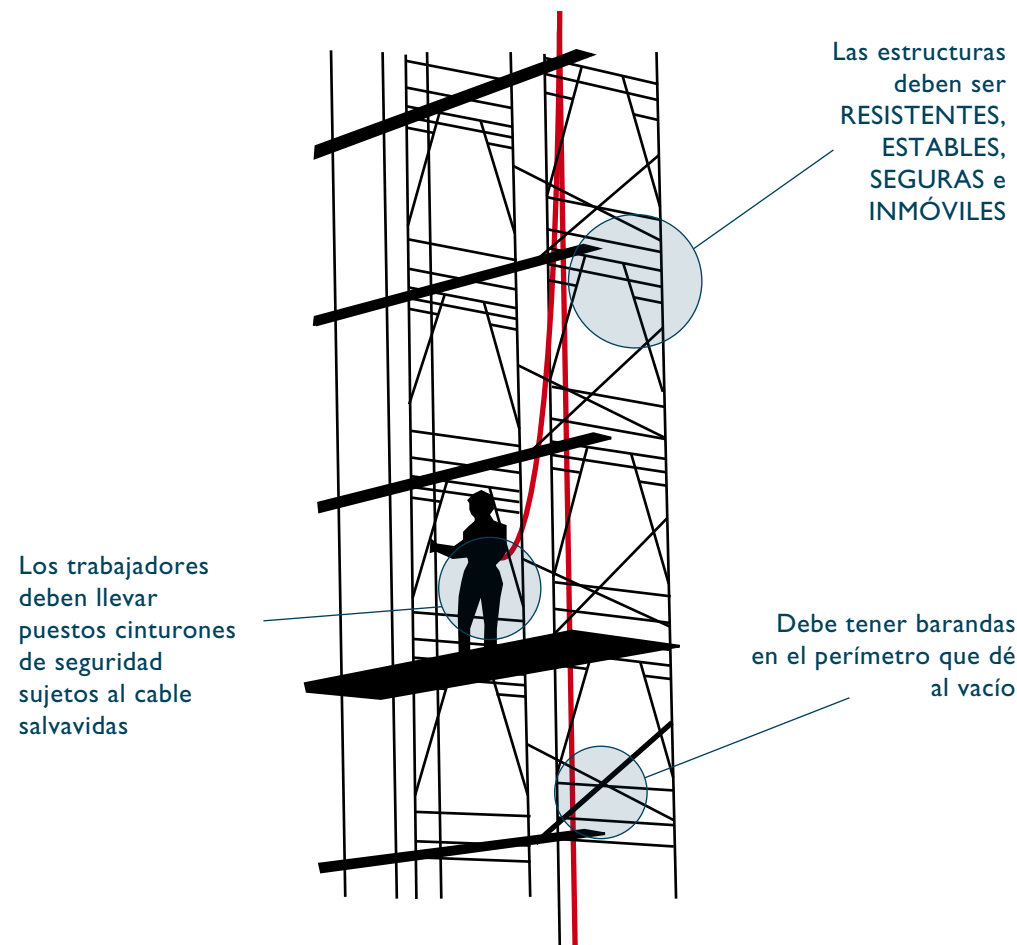 Las estructuras
deben ser
RESISTENTES,
ESTABLES,
SEGURAS e
INMÓVILES
Los trabajadores
deben llevar
puestos cinturones
de seguridad
sujetos al cable
salvavidas
Debe tener barandas
en el perímetro que dé
al vacío